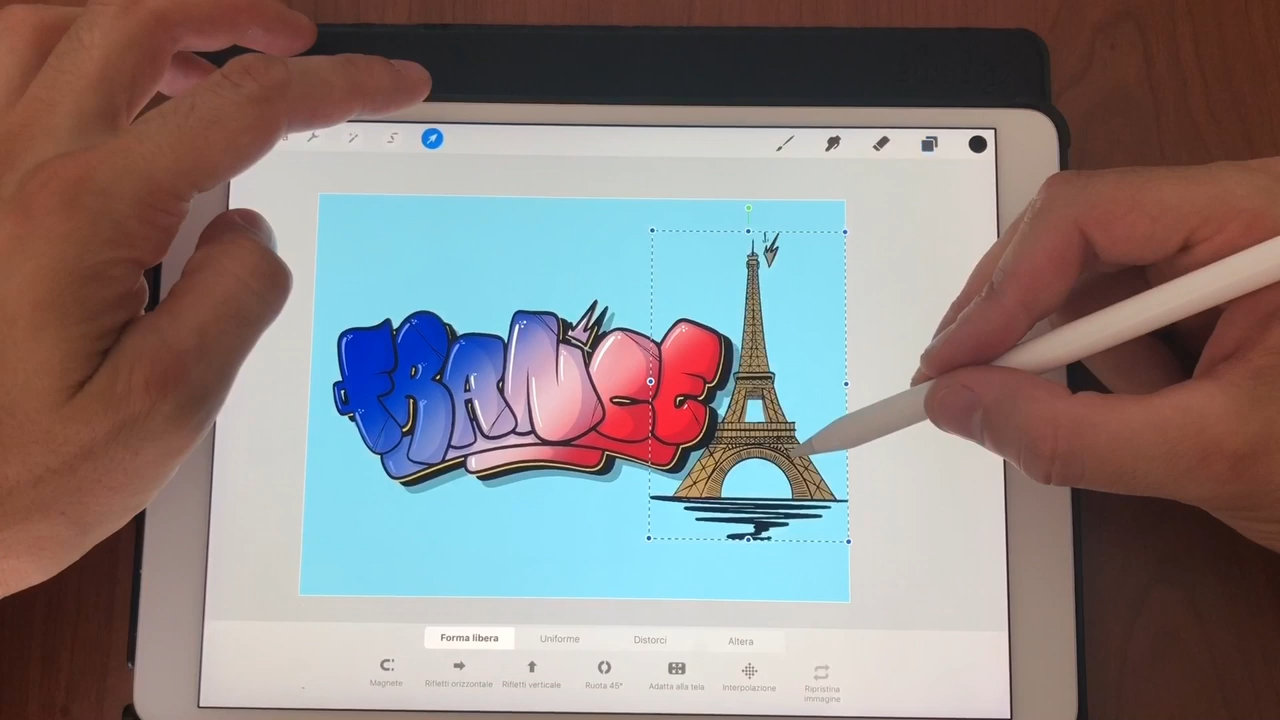 FRANCE
Forma libera
Uniforme
Distorci
Altera
Magnete
Rifletti orizzontale
Rifletti verticale
Ruota 45°
Adatta alla tela
Interpolazione
Ripristina
immagine